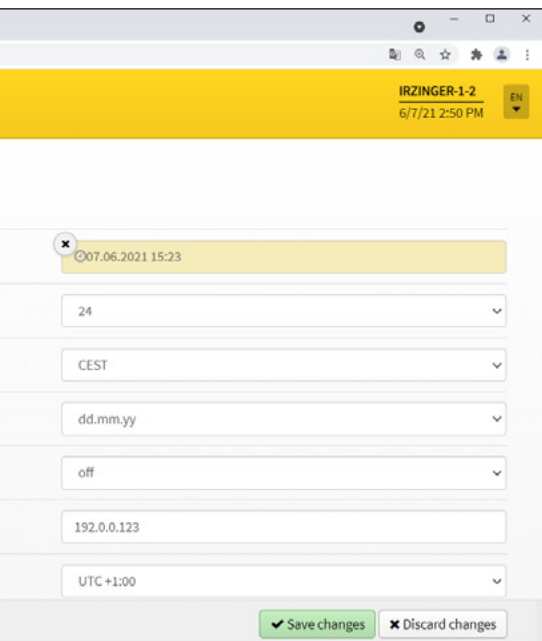 IRZINGER-1-2
6/7/21 2:50 PM
EN
07.06.2021 15:23
24
CEST
dd.mm.yy
off
192.0.0.123
UTC +1:00
Save changes
Discard changes